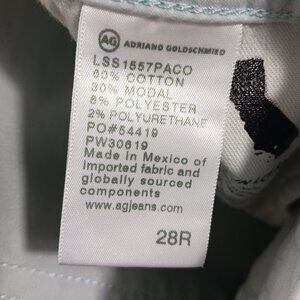 AG ADRIANO GOLDSCHMIED
LSS1557PACO
60% COTTON
30% MODAL
8% POLYESTER
2% POLYURETHANE
PO#54419
PW30619
Made in Mexico of
imported fabric and
globally sourced
components
www.agjeans.com
28R